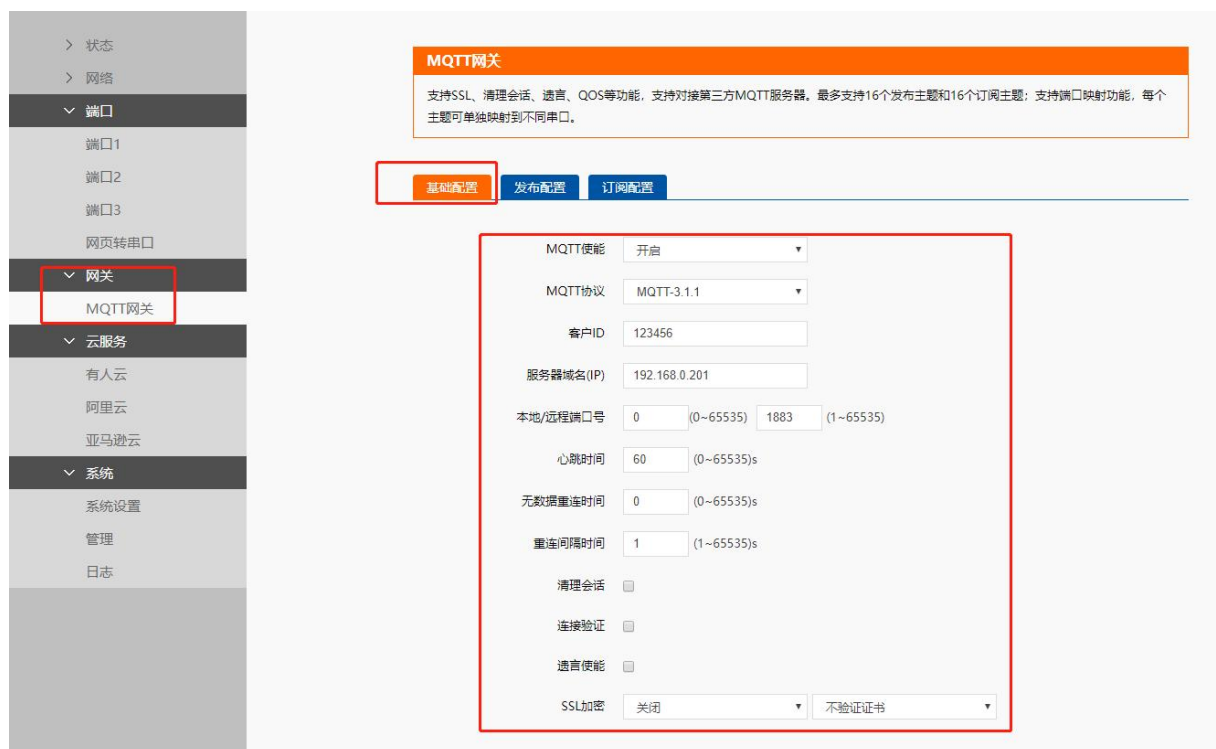 状态
网络
端口
端口1
端口2
端口3
网页转串口
网关
MQTT网关
云服务
有人云
阿里云
亚马逊云
系统
系统设置
管理
日志
MQTT网关
支持SSL、清理会话、遗言、QOS等功能，支持对接第三方MQTT服务器。最多支持16个发布主题和16个订阅主题；支持端口映射功能，每个
主题可单独映射到不同串口。
基础配置 发布配置 订阅配置
MQTT使能 开启
MQTT协议 MQTT-3.1.1
客户ID 123456
服务器域名(IP) 192.168.0.201
本地/远程端口号 0 (0~65535) 1883 (1~65535)
心跳时间 60 (0~65535)s
无数据重连时间 0 (0~65535)s
重连间隔时间 1 (1~65535)s
清理会话
连接验证
遗言使能
SSL加密 关闭 不验证证书